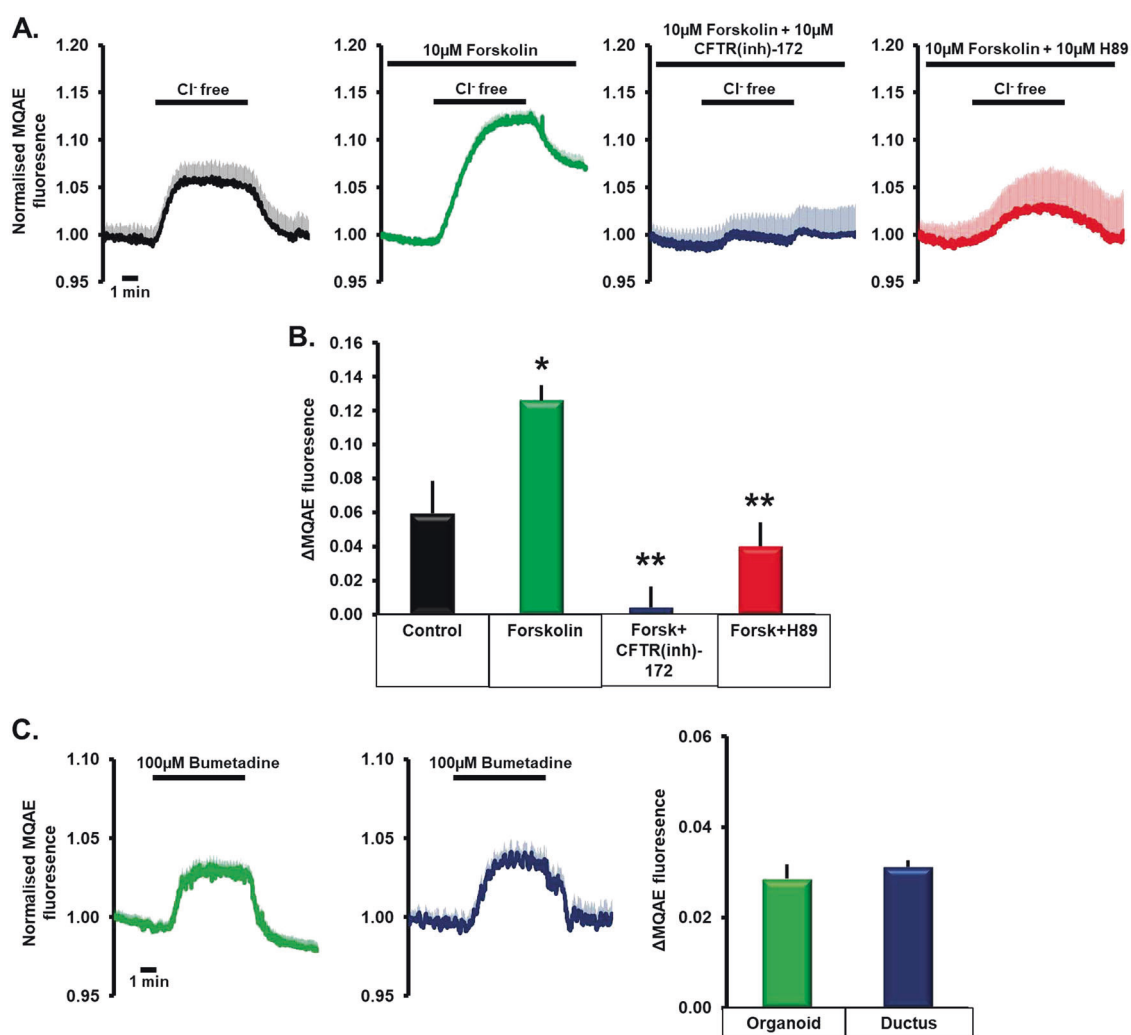 A.
Normalised MQAE
fluoresence
1.20
1.15
1.10
1.05
1.00
0.95
Cl- free
1 min
1.20
1.15
1.10
1.05
1.00
0.95
10μM Forskolin
Cl- free
1.20
1.15
1.10
1.05
1.00
0.95
10μM Forskolin + 10μM
CFTR(inh)-172
Cl- free
1.20
1.15
1.10
1.05
1.00
0.95
10μM Forskolin + 10μM H89
Cl- free
B.
ΔMQAE fluoresence
0.16
0.14
0.12
0.10
0.08
0.06
0.04
0.02
0.00
*
**
**
Control
Forskolin
Forsk+
CFTR(inh)-
172
Forsk+H89
C.
Normalised MQAE
fluoresence
1.10
1.05
1.00
0.95
100μM Bumetadine
1 min
1.10
1.05
1.00
0.95
100μM Bumetadine
ΔMQAE fluoresence
0.06
0.04
0.02
0.00
Organoid
Ductus